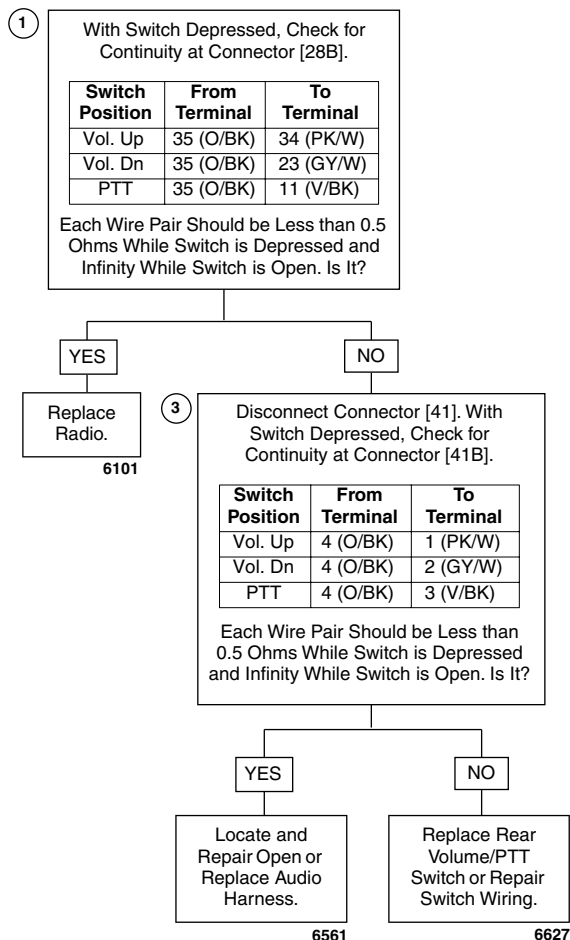 1
With Switch Depressed, Check for
Continuity at Connector [28B].
Switch Position From Terminal To Terminal
Vol. Up 35 (O/BK) 34 (PK/W)
Vol. Dn 35 (O/BK) 23 (GY/W)
PTT 35 (O/BK) 11 (V/BK)
Each Wire Pair Should be Less than 0.5
Ohms While Switch is Depressed and
Infinity While Switch is Open. Is It?
YES
NO
Replace
Radio.
6101
3
Disconnect Connector [41]. With
Switch Depressed, Check for
Continuity at Connector [41B].
Switch Position From Terminal To Terminal
Vol. Up 4 (O/BK) 1 (PK/W)
Vol. Dn 4 (O/BK) 2 (GY/W)
PTT 4 (O/BK) 3 (V/BK)
Each Wire Pair Should be Less than
0.5 Ohms While Switch is Depressed
and Infinity While Switch is Open. Is It?
YES
NO
Locate and
Repair Open or
Replace Audio
Harness.
6561
Replace Rear
Volume/PTT
Switch or Repair
Switch Wiring.
6627